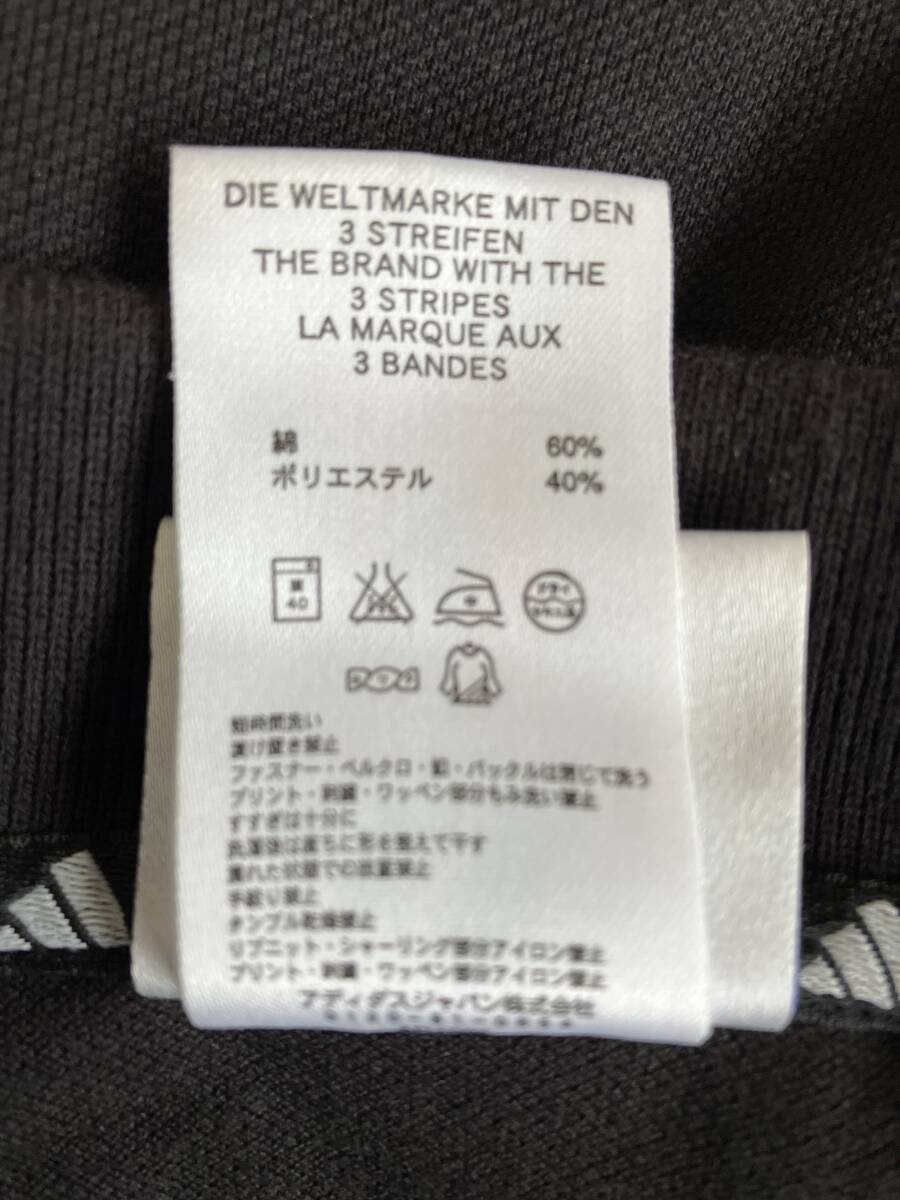 DIE WELTMARKE MIT DEN
3 STREIFEN
THE BRAND WITH THE
3 STRIPES
LA MARQUE AUX
3 BANDES
綿 60%
ポリエステル 40%
40
ドライ
短時間洗い
漬け置き禁止
ファスナー・ベルクロ・釦・バックルは閉じて洗う
プリント・刺繍・ワッペン部分もみ洗い禁止
すすぎは十分に
洗濯後は直ちに形を整えて干す
濡れた状態での放置禁止
手絞り禁止
タンブル乾燥禁止
リブニット・シャーリング部分アイロン禁止
プリント・刺繍・ワッペン部分アイロン禁止
アディダスジャパン株式会社